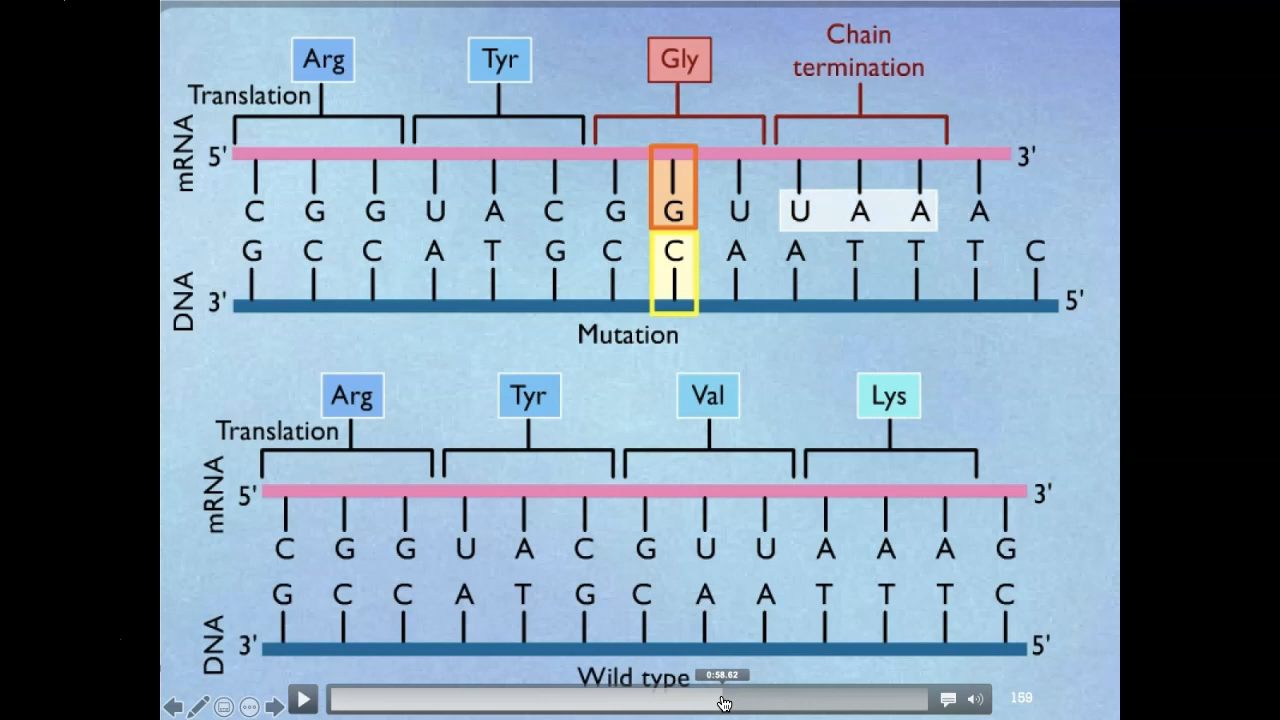 Chain
Arg Tyr Gly termination
Translation
mRNA
5' 3'
C G G U A C G G U U A A A
G C C A T G C C A A T T T C
DNA
3' 5'
Mutation
Arg Tyr Val Lys
Translation
mRNA
5' 3'
C G G U A C G U U A A A G
G C C A T G C A A T T T C
DNA
3' 5'
Wild type
0:58.62
159